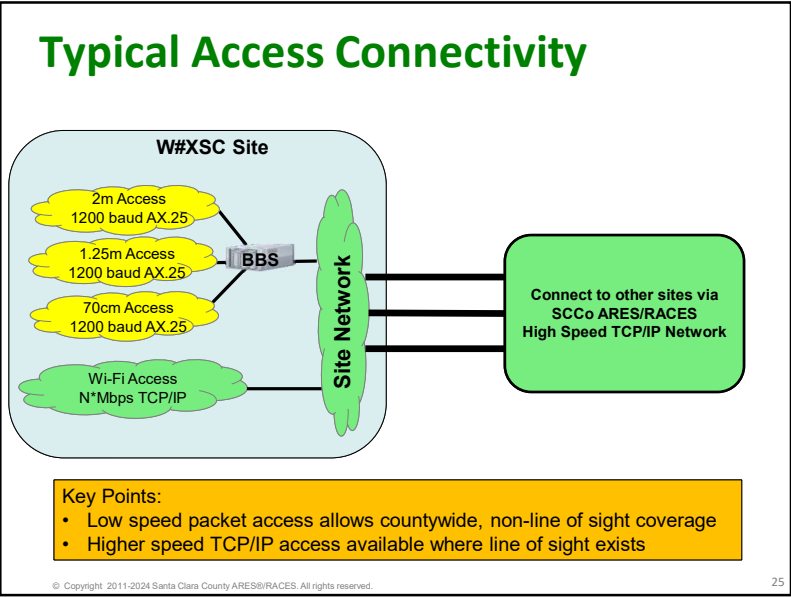 Typical Access Connectivity
W#XSC Site
2m Access
1200 baud AX.25
1.25m Access
1200 baud AX.25
70cm Access
1200 baud AX.25
BBS
Wi-Fi Access
N*Mbps TCP/IP
Site Network
Connect to other sites via
SCCo ARES/RACES
High Speed TCP/IP Network
Key Points:
• Low speed packet access allows countywide, non-line of sight coverage
• Higher speed TCP/IP access available where line of sight exists
© Copyright 2011-2024 Santa Clara County ARES®/RACES. All rights reserved.
25